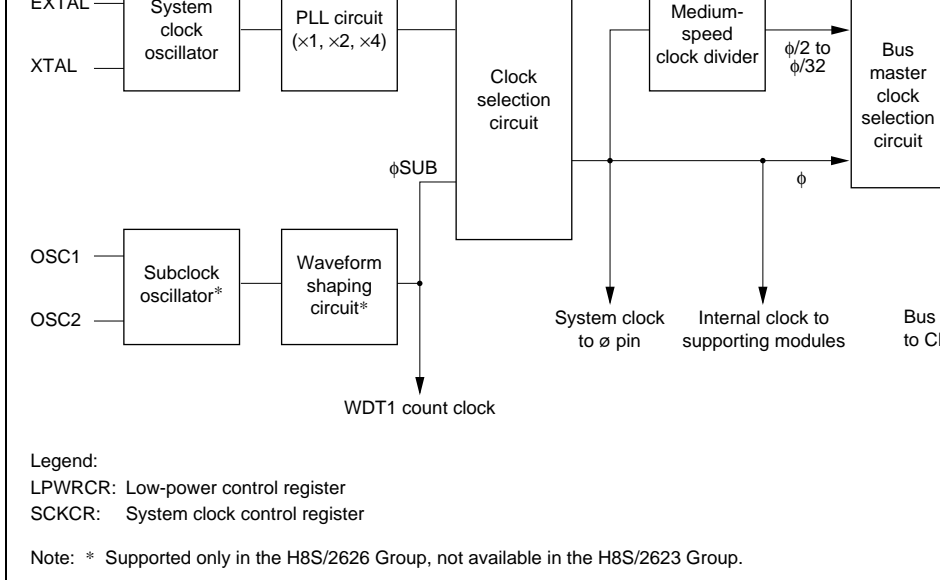 EXTAL
System
clock
oscillator
PLL circuit
(×1, ×2, ×4)
Medium-
speed
clock divider
ϕ/2 to
ϕ/32
Bus
master
clock
selection
circuit
XTAL
Clock
selection
circuit
ϕSUB
ϕ
OSC1
Subclock
oscillator*
Waveform
shaping
circuit*
OSC2
System clock
to ø pin
Internal clock to
supporting modules
Bus
to
WDT1 count clock
Legend:
LPWRCR: Low-power control register
SCKCR: System clock control register
Note: * Supported only in the H8S/2626 Group, not available in the H8S/2623 Group.